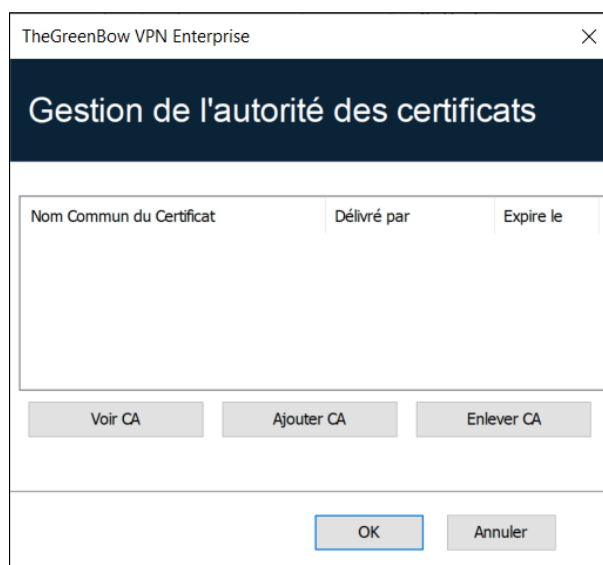 TheGreenBow VPN Enterprise
Gestion de l'autorité des certificats
Nom Commun du Certificat Délivré par Expire le
Voir CA Ajouter CA Enlever CA
OK Annuler